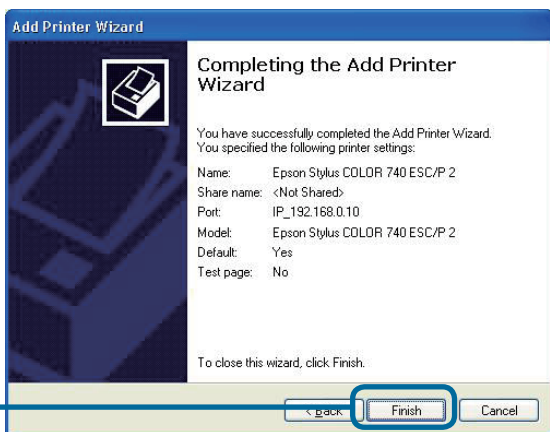 Add Printer Wizard
Completing the Add Printer
Wizard
You have successfully completed the Add Printer Wizard.
You specified the following printer settings:
Name: Epson Stylus COLOR 740 ESC/P 2
Share name: <Not Shared>
Port: IP_192.168.0.10
Model: Epson Stylus COLOR 740 ESC/P 2
Default: Yes
Test page: No
To close this wizard, click Finish.
< Back Finish Cancel